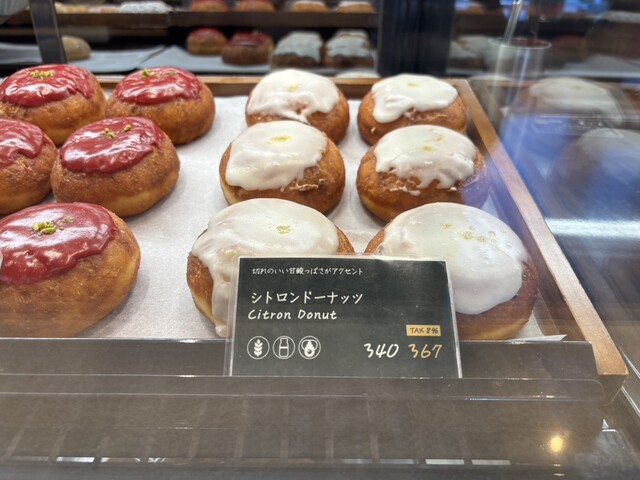 切れのいい甘酸っぱさがアクセント
シトロンドーナッツ
Citron Donut
TAX 8%
340 367